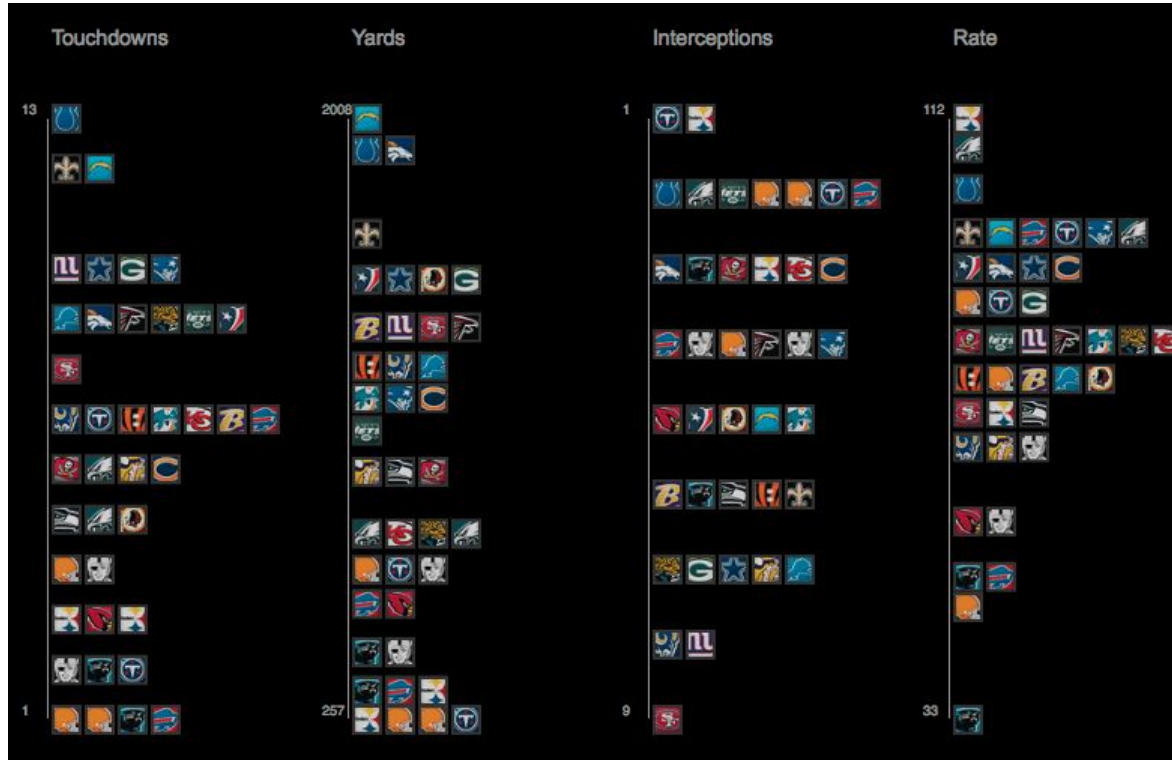 Touchdowns
Yards
Interceptions
Rate
13
2008
1
112
1
257
9
33